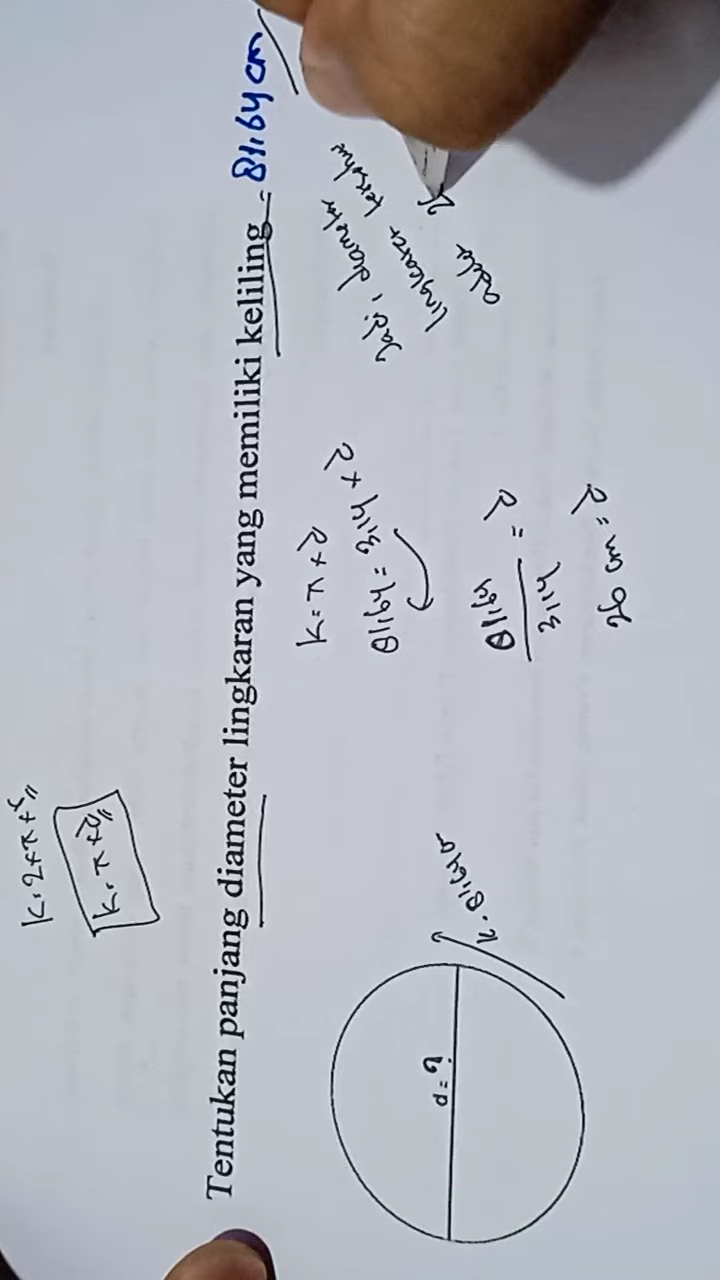 K = 2 × π × r
K = π × d
Tentukan panjang diameter lingkaran yang memiliki keliling = 81,64 cm
d = ?
K = 81,64 c
K = π × d
81,64 = 3,14 × d
81,64
3,14
= d
26 cm = d
Jadi, diameter
lingkaran tersebut
adalah
26